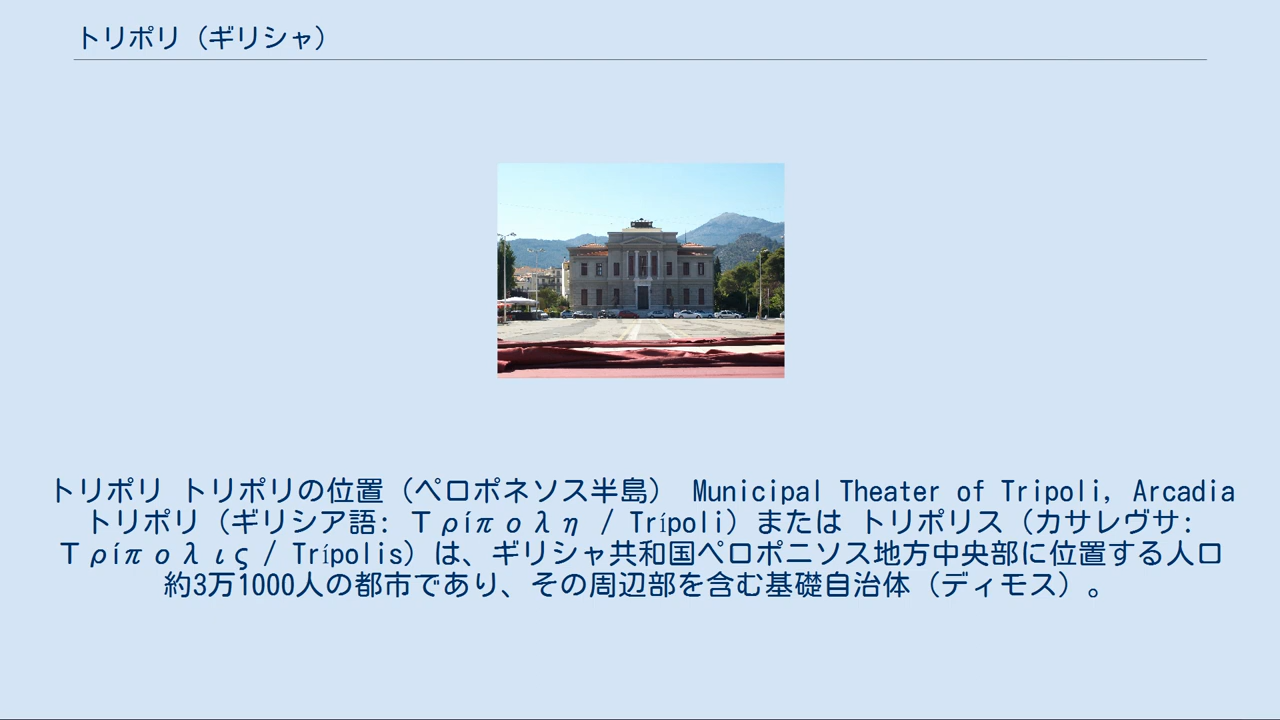 トリポリ（ギリシャ）
トリポリ トリポリの位置（ペロポネソス半島） Municipal Theater of Tripoli, Arcadia
トリポリ（ギリシア語: Τρίπολη / Trípoli）または トリポリス（カサレヴサ:
Τρίπολις / Trípolis）は、ギリシャ共和国ペロポニソス地方中央部に位置する人口
約3万1000人の都市であり、その周辺部を含む基礎自治体（ディモス）。